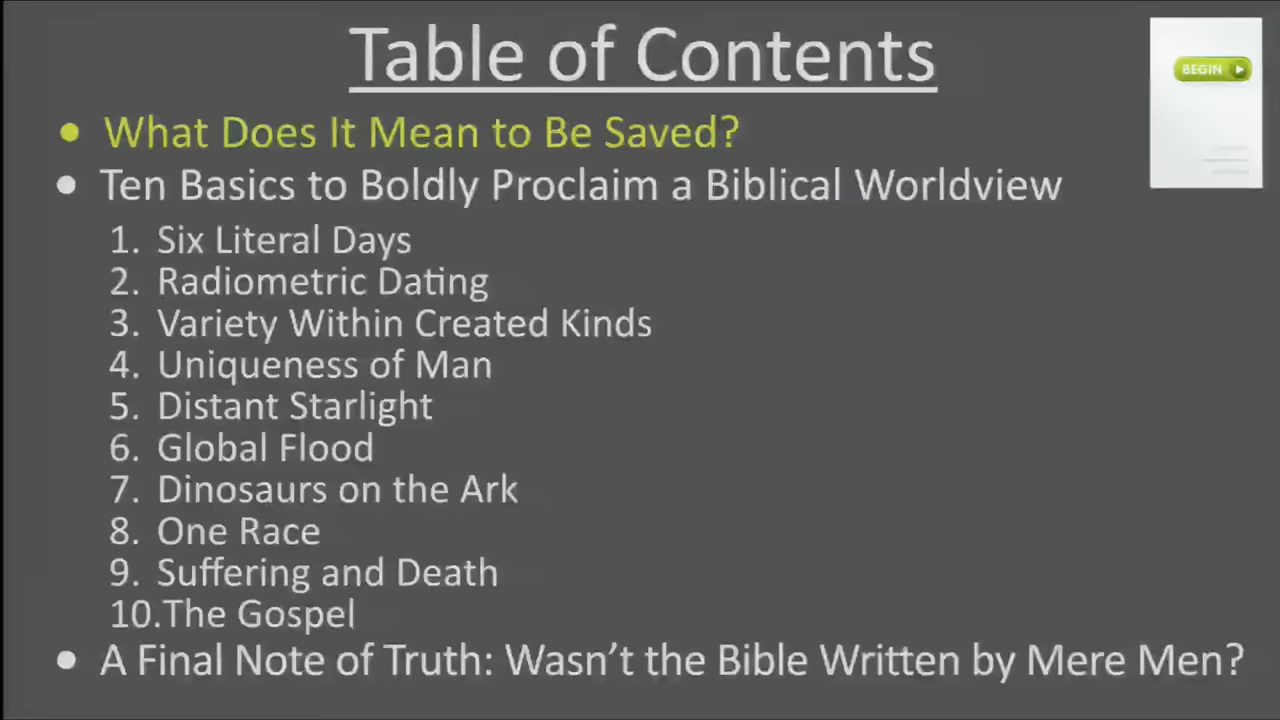 Table of Contents
BEGIN
• What Does It Mean to Be Saved?
• Ten Basics to Boldly Proclaim a Biblical Worldview
1. Six Literal Days
2. Radiometric Dating
3. Variety Within Created Kinds
4. Uniqueness of Man
5. Distant Starlight
6. Global Flood
7. Dinosaurs on the Ark
8. One Race
9. Suffering and Death
10.The Gospel
• A Final Note of Truth: Wasn't the Bible Written by Mere Men?